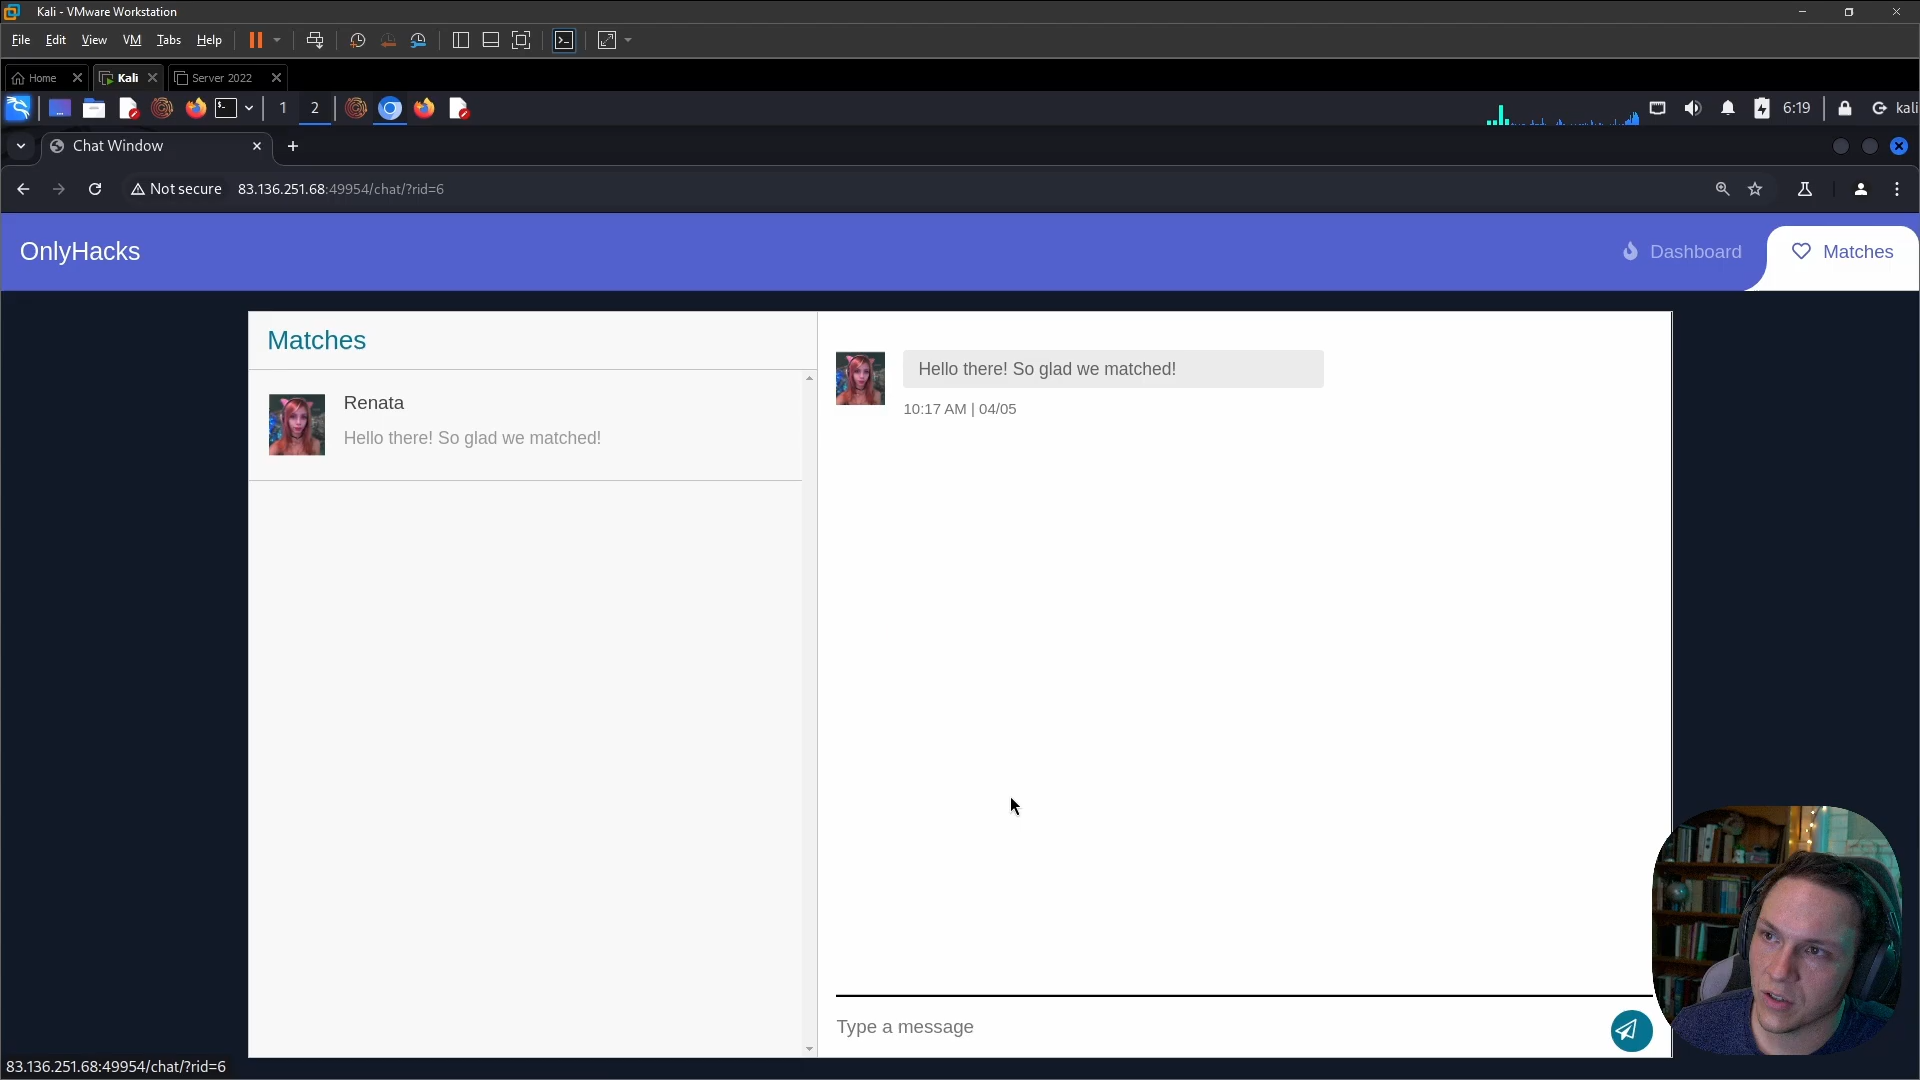 Kali - VMware Workstation
File Edit View VM Tabs Help
Home Kali Server 2022
1 2 6:19 kali
Chat Window
Not secure 83.136.251.68:49954/chat/?rid=6
OnlyHacks Dashboard Matches
Matches
Renata
Hello there! So glad we matched!
Hello there! So glad we matched!
10:17 AM | 04/05
Type a message
83.136.251.68:49954/chat/?rid=6